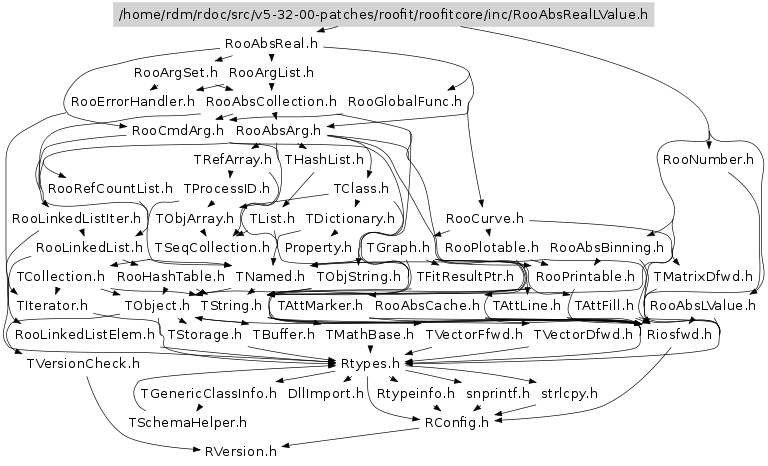 /home/rdm/rdoc/src/v5-32-00-patches/roofit/roofitcore/inc/RooAbsRealLValue.h
RooAbsReal.h
RooArgSet.h RooArgList.h
RooErrorHandler.h RooAbsCollection.h RooGlobalFunc.h
RooCmdArg.h RooAbsArg.h
TRefArray.h THashList.h RooNumber.h
RooRefCountList.h TProcessID.h TClass.h
RooLinkedListIter.h TObjArray.h TList.h TDictionary.h RooCurve.h
RooLinkedList.h TSeqCollection.h Property.h TGraph.h RooPlotable.h RooAbsBinning.h
TCollection.h RooHashTable.h TNamed.h TObjString.h TFitResultPtr.h RooPrintable.h TMatrixDfwd.h
TIterator.h TObject.h TString.h TAttMarker.h RooAbsCache.h TAttLine.h TAttFill.h RooAbsLValue.h
RooLinkedListElem.h TStorage.h TBuffer.h TMathBase.h TVectorFfwd.h TVectorDfwd.h Riosfwd.h
TVersionCheck.h Rtypes.h
TGenericClassInfo.h DllImport.h Rtypeinfo.h snprintf.h strlcpy.h
TSchemaHelper.h RConfig.h
RVersion.h